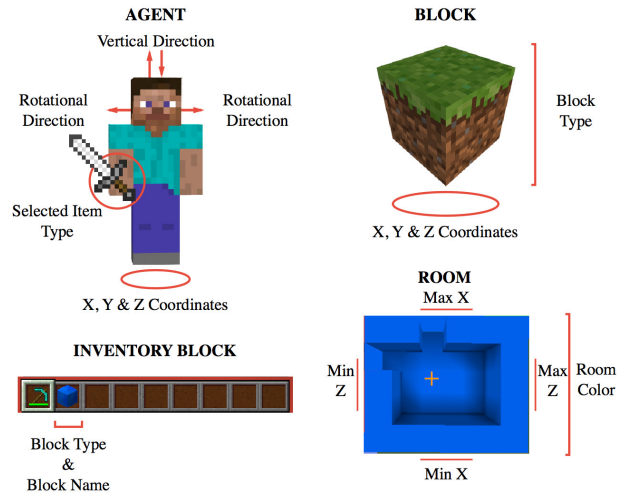 AGENT
Vertical Direction
Rotational
Direction
Rotational
Direction
Selected Item
Type
X, Y & Z Coordinates
BLOCK
Block
Type
X, Y & Z Coordinates
INVENTORY BLOCK
Block Type
&
Block Name
ROOM
Max X
Min
Z
Max
Z
Room
Color
Min X